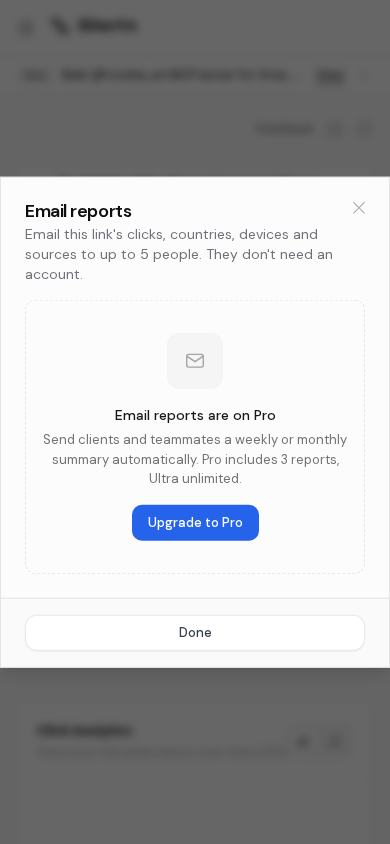 Email reports
Email this link's clicks, countries, devices and
sources to up to 5 people. They don't need an
account.
Email reports are on Pro
Send clients and teammates a weekly or monthly
summary automatically. Pro includes 3 reports,
Ultra unlimited.
Upgrade to Pro
Done
Click Analytics